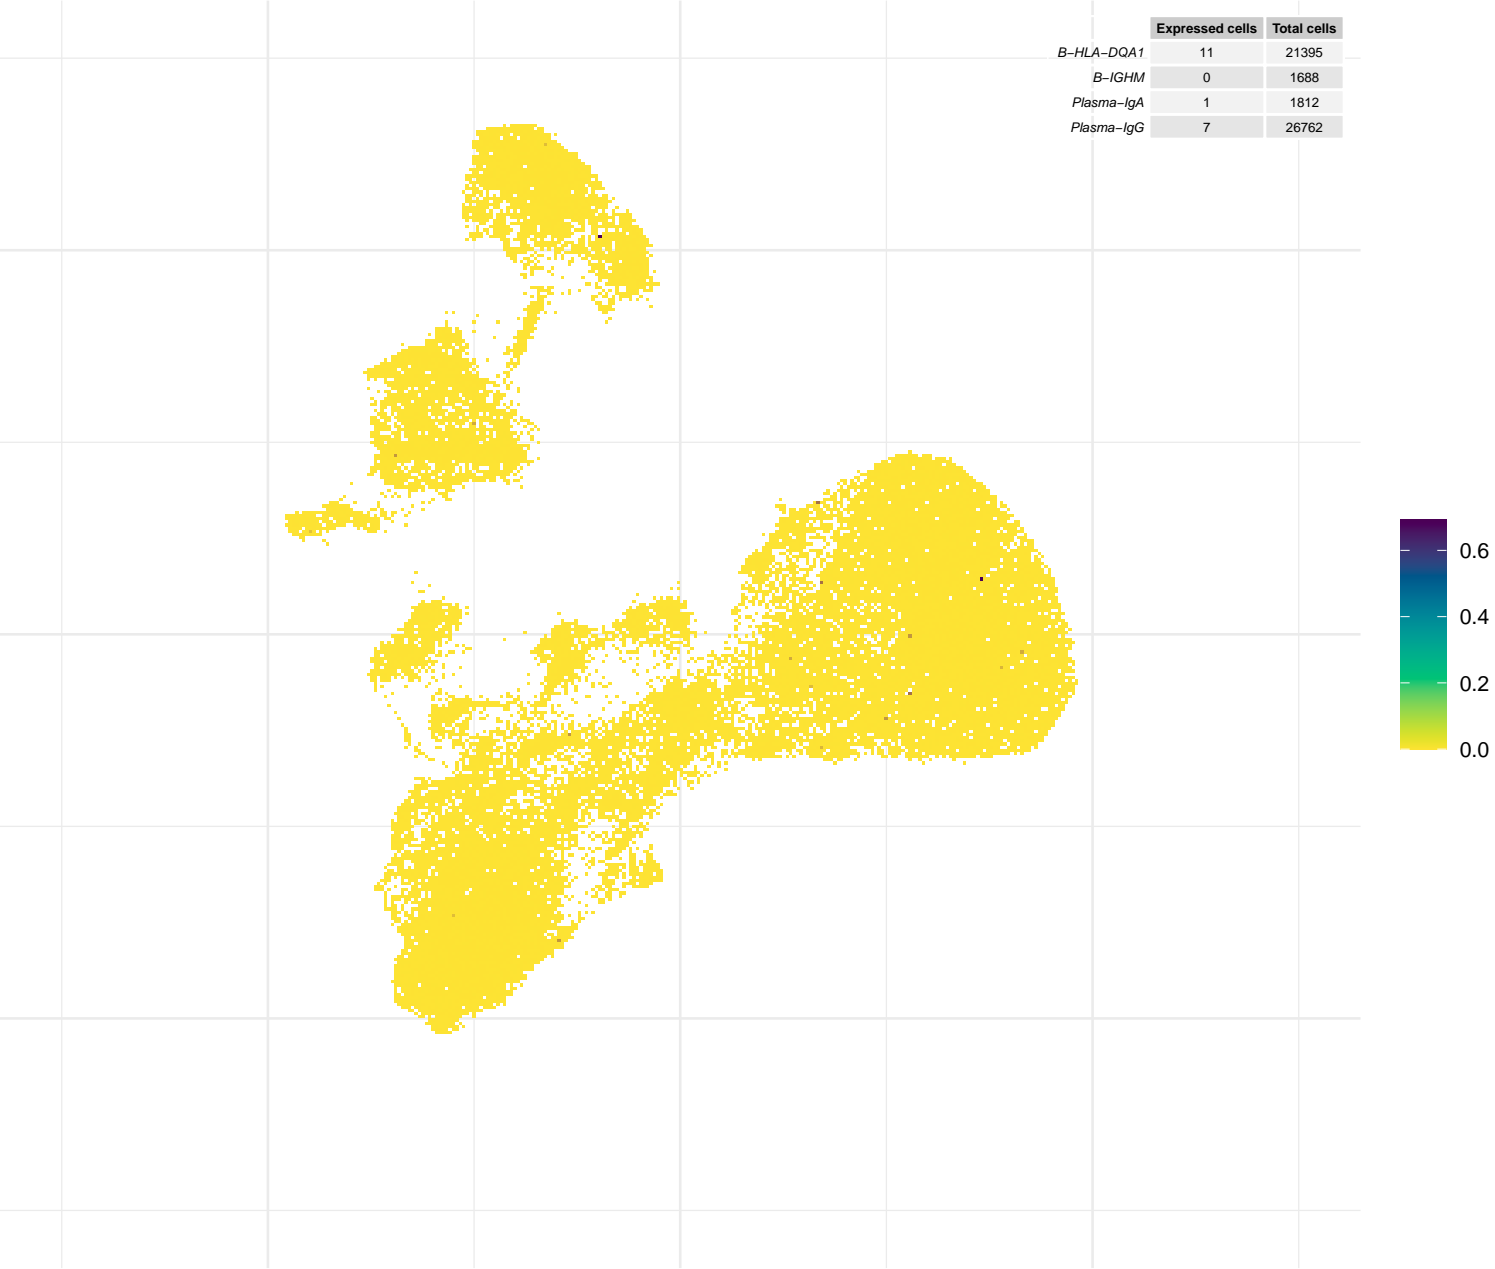 Expressed cells Total cells
B−HLA−DQA1 11 21395
B−IGHM 0 1688
Plasma−IgA 1 1812
Plasma−IgG 7 26762
0.6
0.4
0.2
0.0